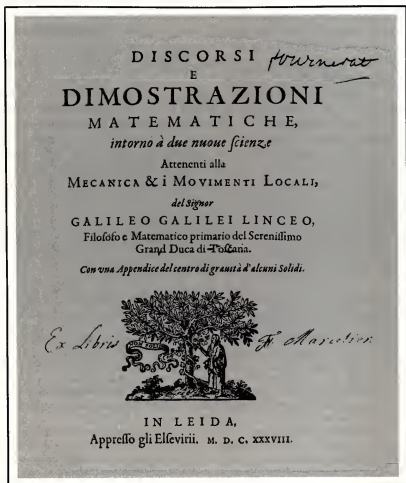 DISCORSI
E
DIMOSTRAZIONI
MATEMATICHE,
intorno à due nuoue ſcienze
Attenenti alla
MECANICA & i MOVIMENTI LOCALI,
del Signor
GALILEO GALILEI LINCEO,
Filoſofo e Matematico primario del Sereniſſimo
Grand Duca di Toſcana.
Con vna Appendice del centro di grauità d'alcuni Solidi.
Ex Libris
NON SOLUS
IN LEIDA,
Appreſſo gli Elſevirii. M. D. C. XXXVIII.